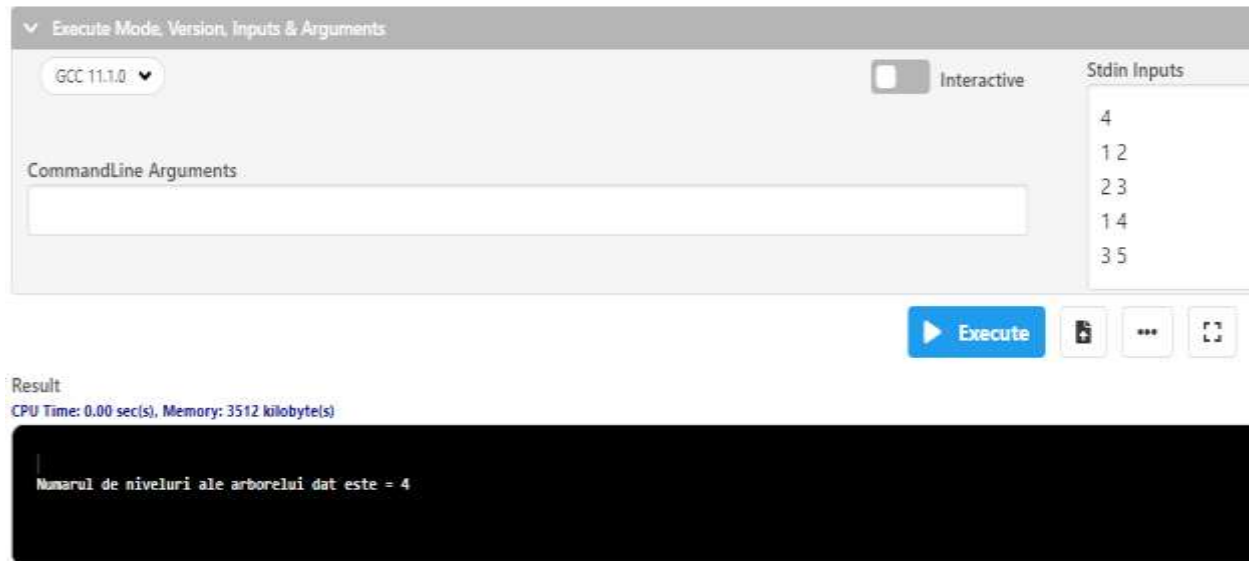 Execute Mode, Version, Inputs & Arguments
GCC 11.1.0
Interactive
Stdin Inputs
4
1 2
2 3
1 4
3 5
CommandLine Arguments
Execute
Result
CPU Time: 0.00 sec(s), Memory: 3512 kilobyte(s)
Numarul de niveluri ale arborelui dat este = 4